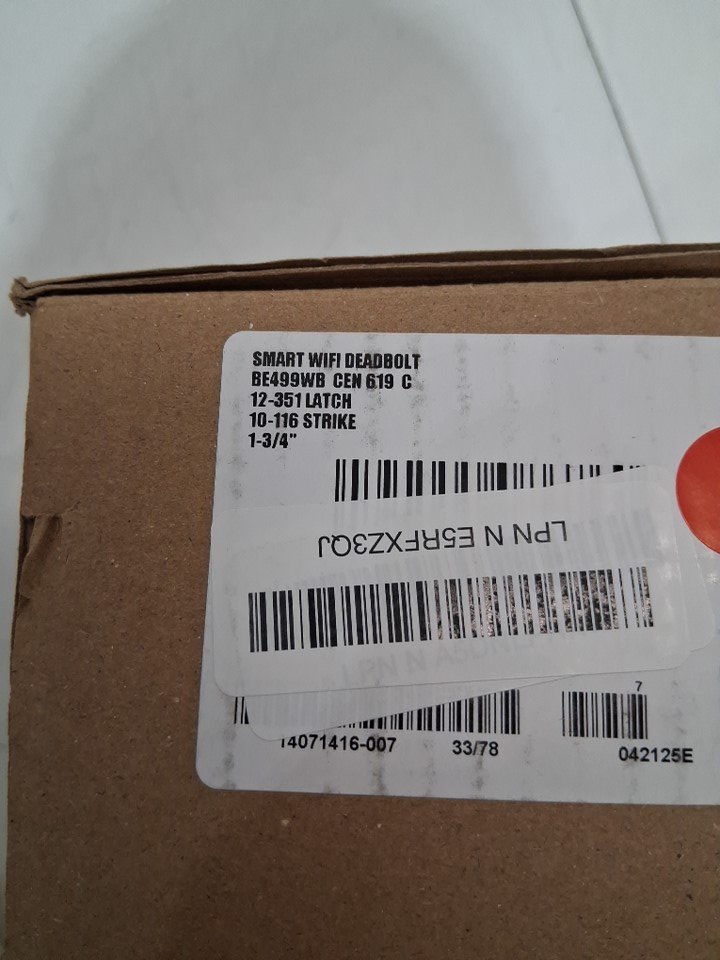 SMART WIFI DEADBOLT
BE499WB CEN 619 C
12-351 LATCH
10-116 STRIKE
1-3/4"
LPN N E5RFXZ3QJ
7
14071416-007 33/78 042125E